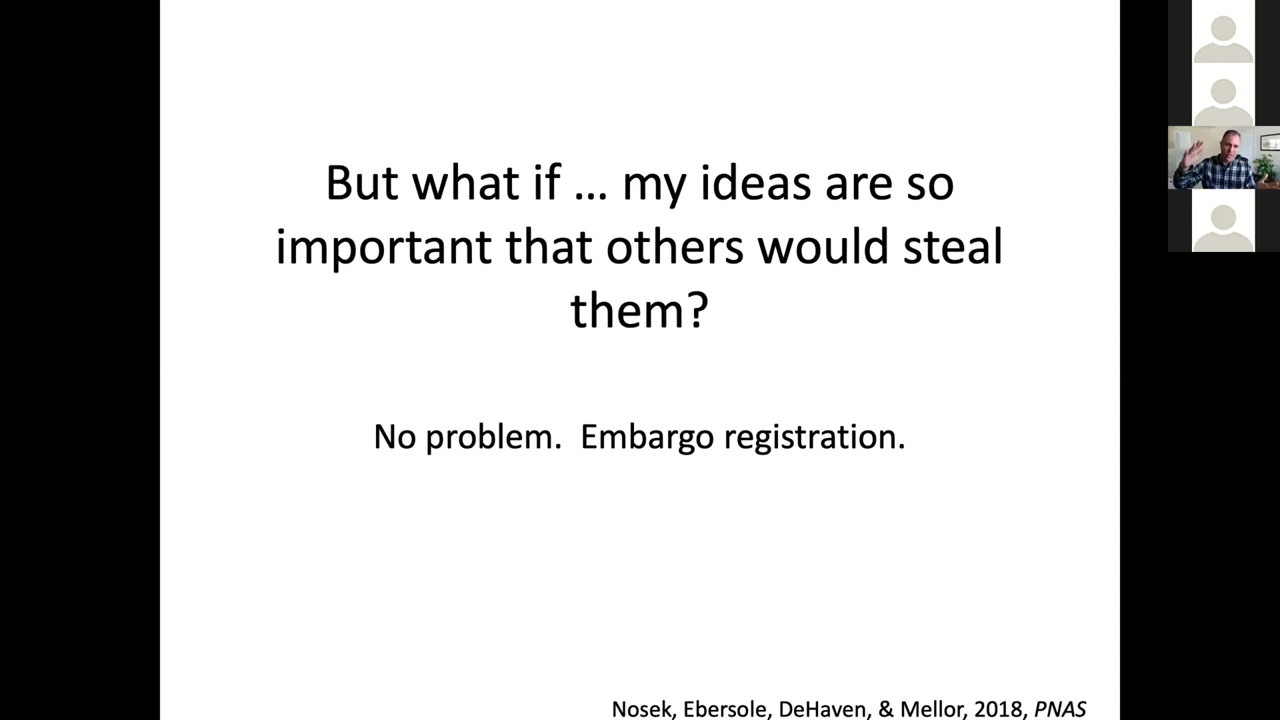 But what if ... my ideas are so
important that others would steal
them?
No problem.  Embargo registration.
Nosek, Ebersole, DeHaven, & Mellor, 2018, PNAS